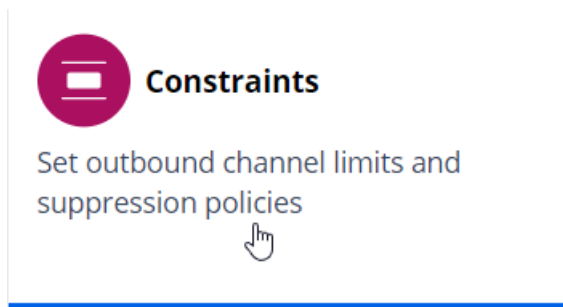 Constraints
Set outbound channel limits and
suppression policies